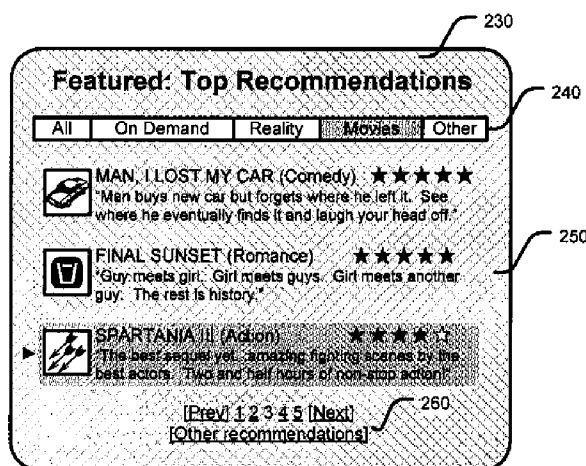 230
Featured: Top Recommendations
240
All On Demand Reality Movies Other
MAN, I LOST MY CAR (Comedy) ★★★★★
"Man buys new car but forgets where he left it. See
where he eventually finds it and laugh your head off."
250
FINAL SUNSET (Romance) ★★★★★
"Guy meets girl. Girl meets guys. Girl meets another
guy. The rest is history."
SPARTANIA III (Action) ★★★★☆
"The best sequel yet...amazing fighting scenes by the
best actors. Two and half hours of non-stop action!"
[Prev] 1 2 3 4 5 [Next]
260
[Other recommendations]